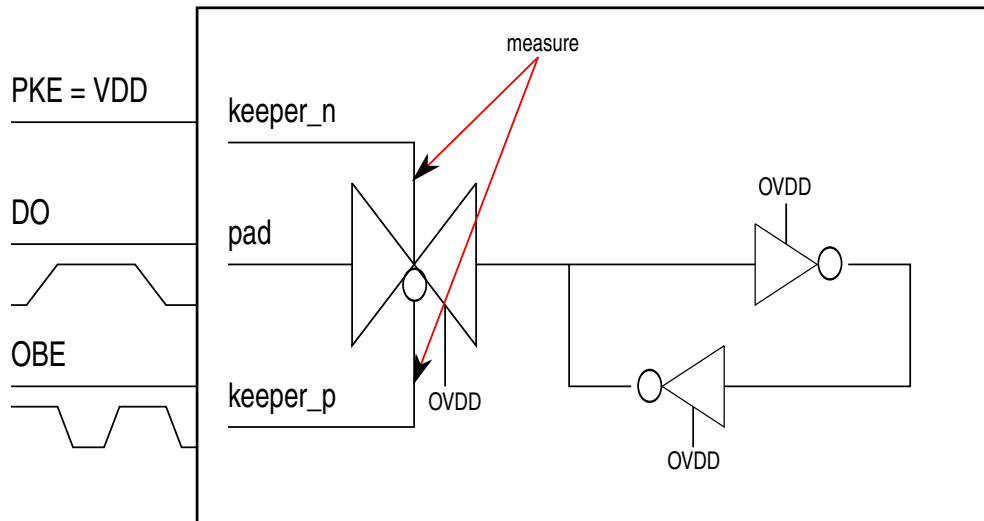 measure
PKE = VDD
keeper_n
DO
pad
OVDD
OBE
keeper_p
OVDD
OVDD